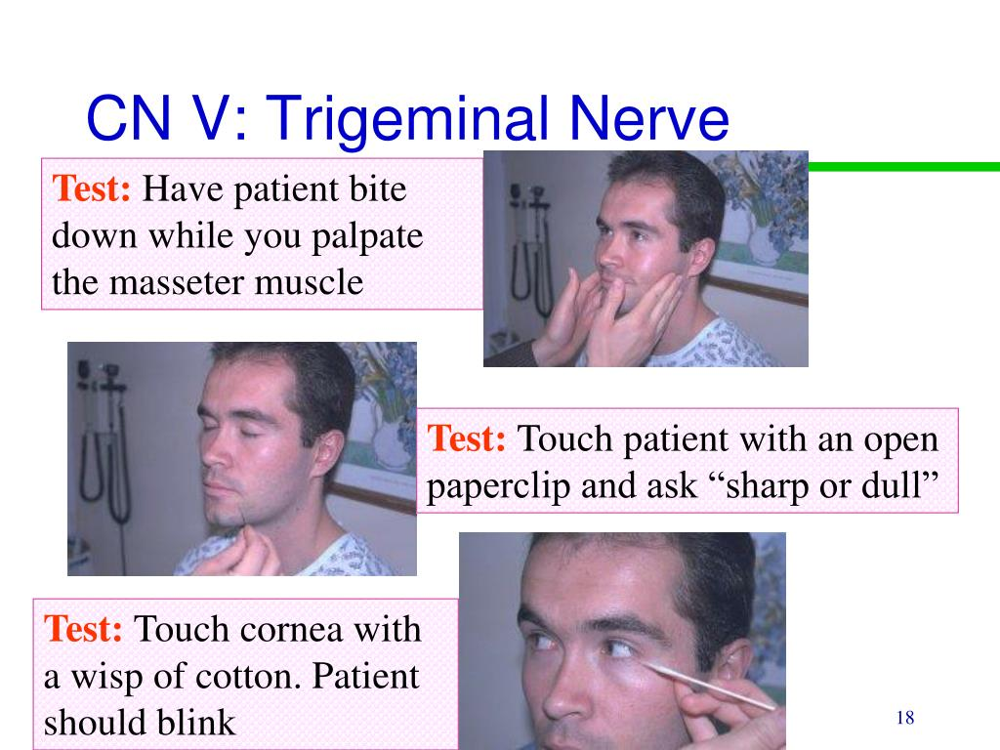 CN V: Trigeminal Nerve
Test: Have patient bite
down while you palpate
the masseter muscle
Test: Touch patient with an open
paperclip and ask “sharp or dull”
Test: Touch cornea with
a wisp of cotton. Patient
should blink
18